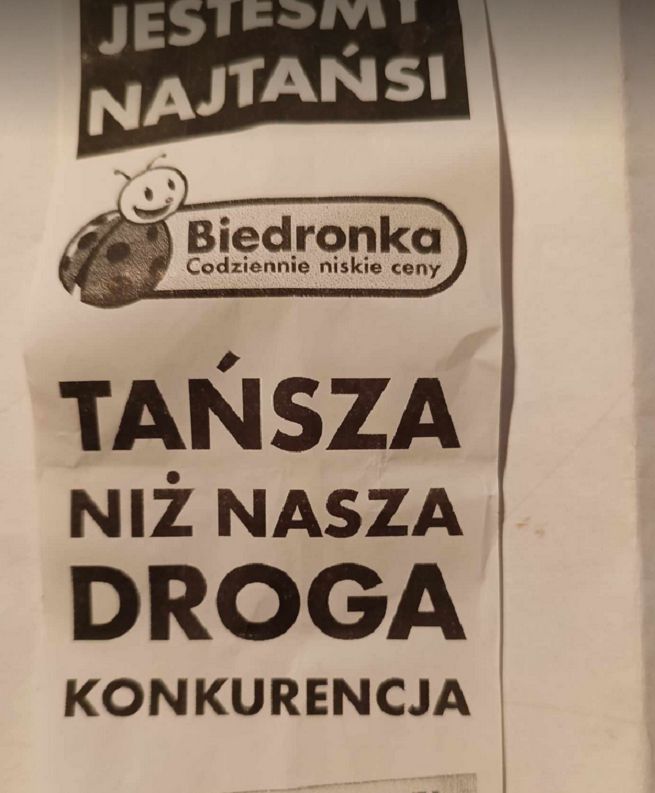 JESTEŚMY
NAJTAŃSI
Biedronka
Codziennie niskie ceny
TAŃSZA
NIŻ NASZA
DROGA
KONKURENCJA